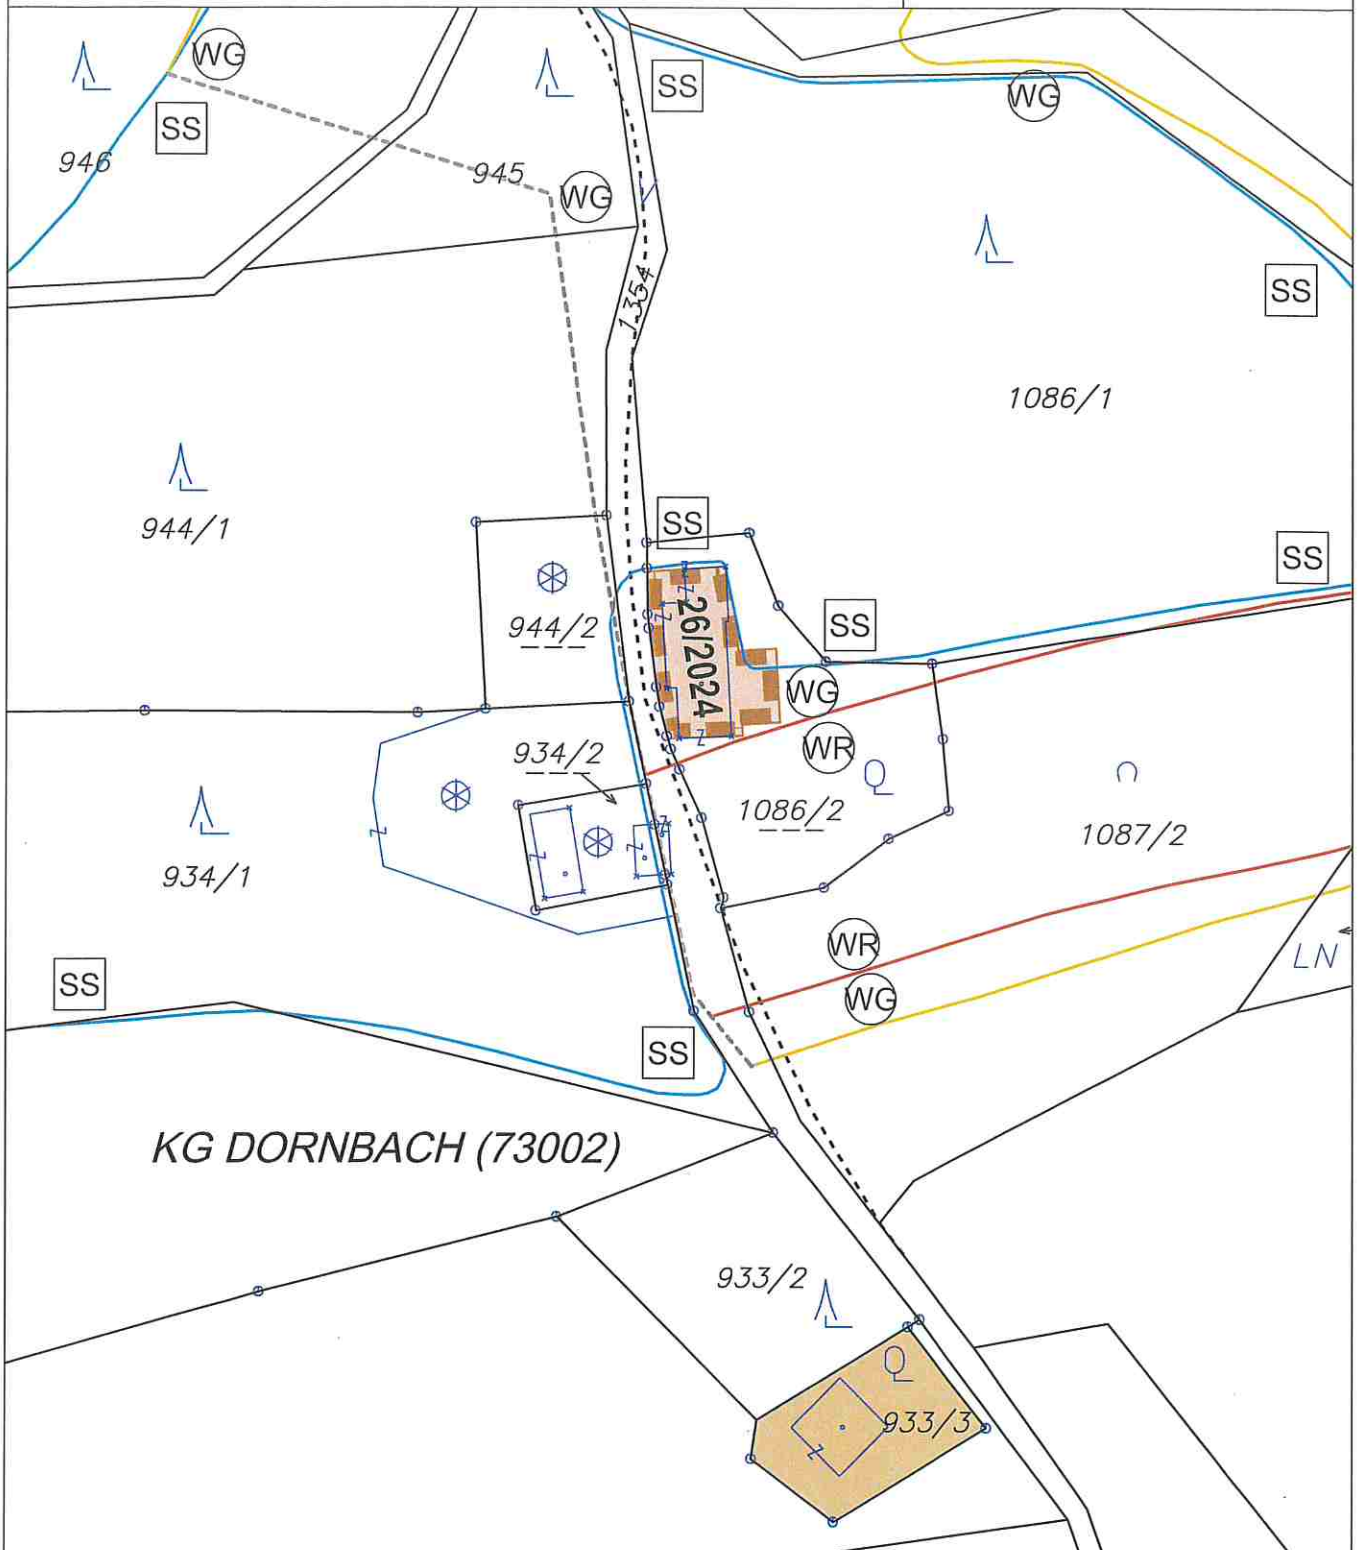 WG
SS
WG
SS
946
945
WG
SS
1354
1086/1
944/1
SS
SS
944/2
SS
26/2024
WG
934/2
WR
1086/2
1087/2
934/1
WR
LN
SS
WG
SS
KG DORNBACH (73002)
933/2
933/3